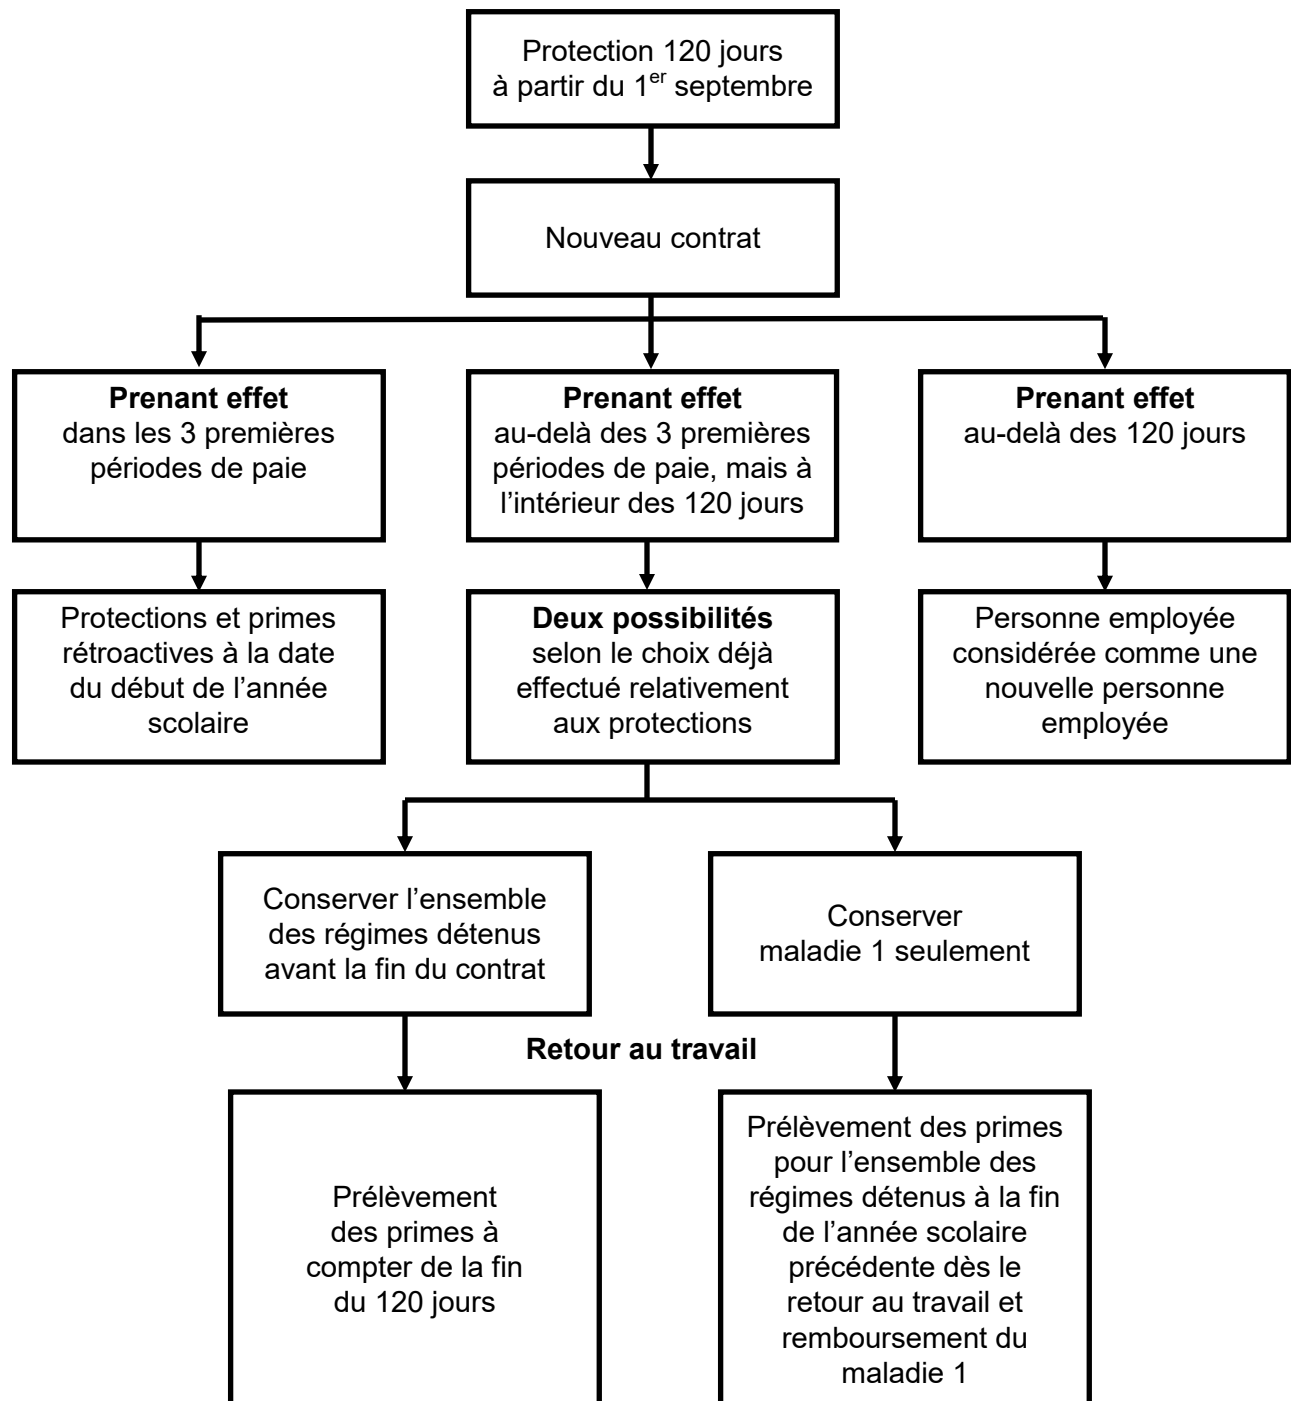 Protection 120 jours
à partir du 1er septembre
Nouveau contrat
Prenant effet
dans les 3 premières
périodes de paie
Prenant effet
au-delà des 3 premières
périodes de paie, mais à
l’intérieur des 120 jours
Prenant effet
au-delà des 120 jours
Protections et primes
rétroactives à la date
du début de l’année
scolaire
Deux possibilités
selon le choix déjà
effectué relativement
aux protections
Personne employée
considérée comme une
nouvelle personne
employée
Conserver l’ensemble
des régimes détenus
avant la fin du contrat
Conserver
maladie 1 seulement
Retour au travail
Prélèvement
des primes à
compter de la fin
du 120 jours
Prélèvement des primes
pour l’ensemble des
régimes détenus à la fin
de l’année scolaire
précédente dès le
retour au travail et
remboursement du
maladie 1